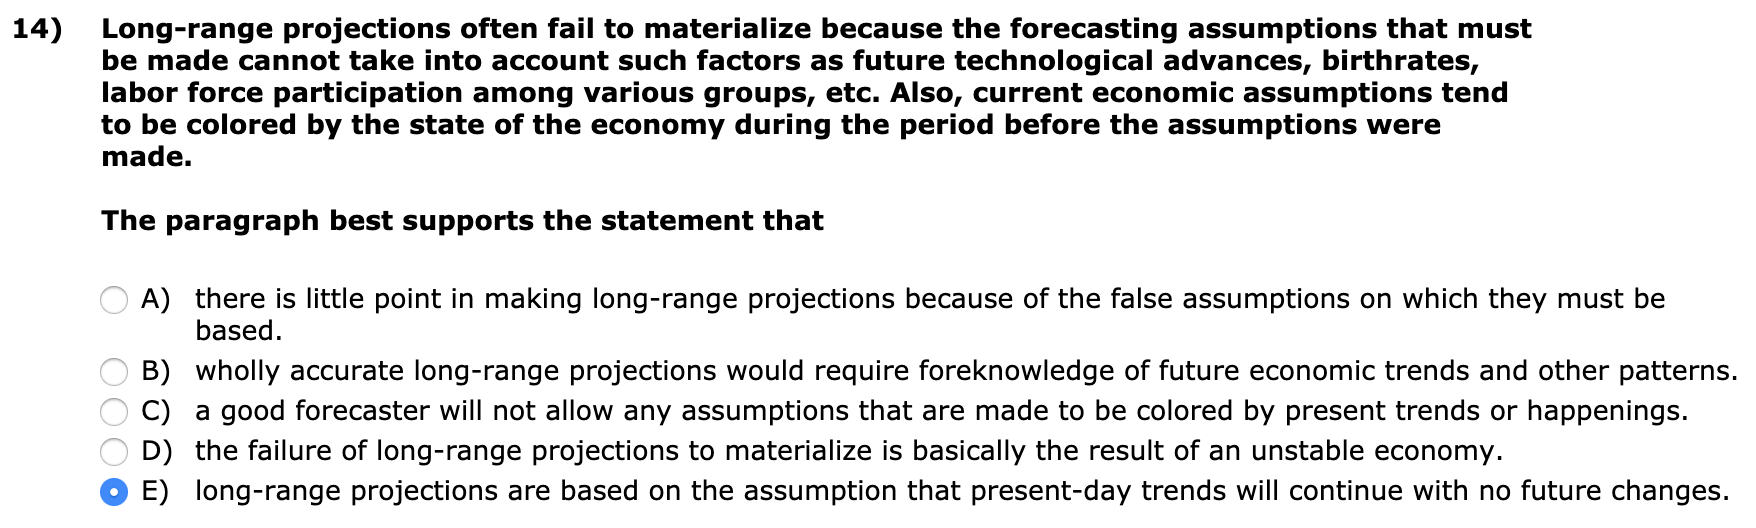 14) Long-range projections often fail to materialize because the forecasting assumptions that must
be made cannot take into account such factors as future technological advances, birthrates,
labor force participation among various groups, etc. Also, current economic assumptions tend
to be colored by the state of the economy during the period before the assumptions were
made.
The paragraph best supports the statement that
A) there is little point in making long-range projections because of the false assumptions on which they must be
based.
B) wholly accurate long-range projections would require foreknowledge of future economic trends and other patterns.
C) a good forecaster will not allow any assumptions that are made to be colored by present trends or happenings.
D) the failure of long-range projections to materialize is basically the result of an unstable economy.
E) long-range projections are based on the assumption that present-day trends will continue with no future changes.